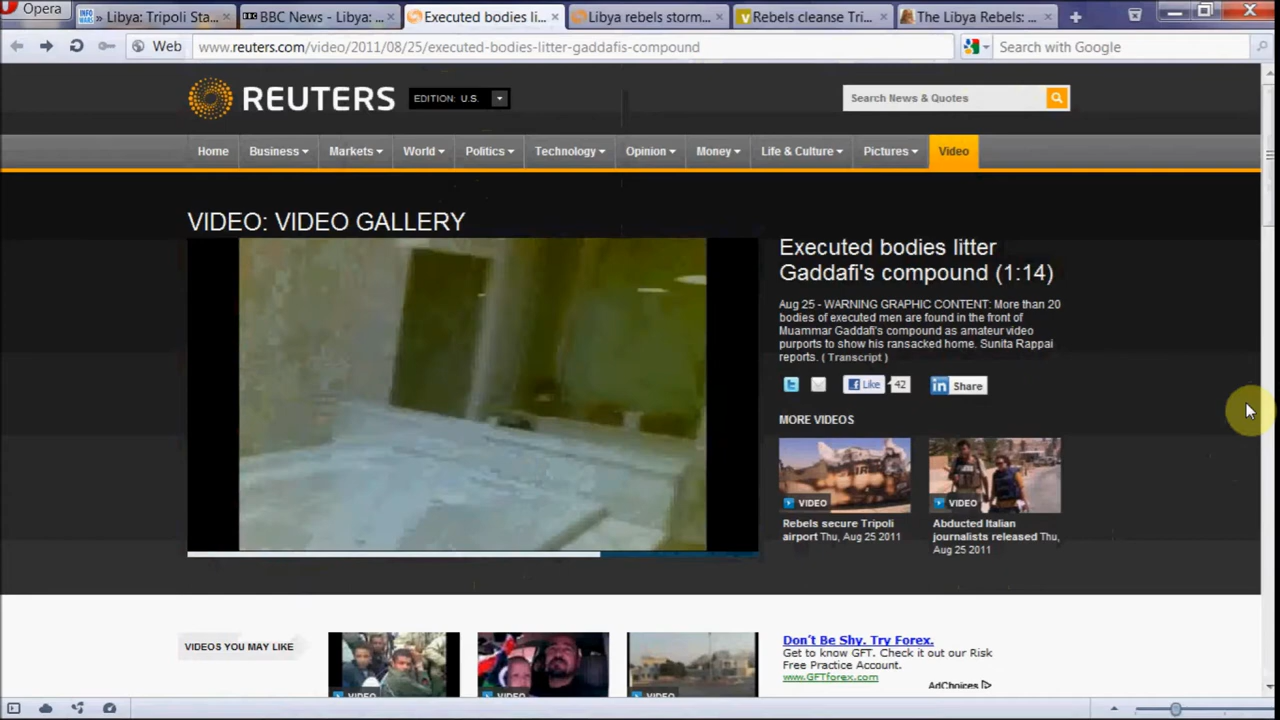 Opera
INFO WARS
» Libya: Tripoli Sta...
BBC News - Libya: ...
Executed bodies li...
Libya rebels storm...
Rebels cleanse Tri...
The Libya Rebels: ...
Web
www.reuters.com/video/2011/08/25/executed-bodies-litter-gaddafis-compound
Search with Google
REUTERS
EDITION: U.S.
Search News & Quotes
Home
Business
Markets
World
Politics
Technology
Opinion
Money
Life & Culture
Pictures
Video
VIDEO: VIDEO GALLERY
Executed bodies litter
Gaddafi's compound (1:14)
Aug 25 - WARNING GRAPHIC CONTENT: More than 20
bodies of executed men are found in the front of
Muammar Gaddafi's compound as amateur video
purports to show his ransacked home. Sunita Rappai
reports. ( Transcript )
Like
42
in Share
MORE VIDEOS
VIDEO
VIDEO
Rebels secure Tripoli
airport Thu, Aug 25 2011
Abducted Italian
journalists released Thu,
Aug 25 2011
VIDEOS YOU MAY LIKE
VIDEO
VIDEO
VIDEO
Don't Be Shy. Try Forex.
Get to know GFT. Check it out our Risk
Free Practice Account.
www.GFTforex.com
AdChoices